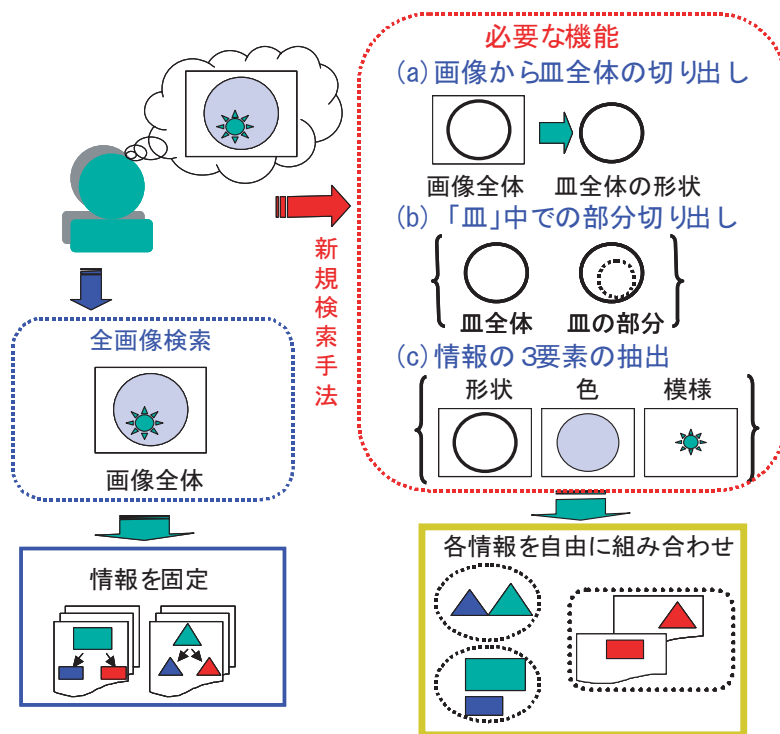 必要な機能
(a)画像から皿全体の切り出し
画像全体
皿全体の形状
(b)「皿」中での部分切り出し
皿全体
皿の部分
(c)情報の3要素の抽出
形状
色
模様
新規検索手法
全画像検索
画像全体
情報を固定
各情報を自由に組み合わせ